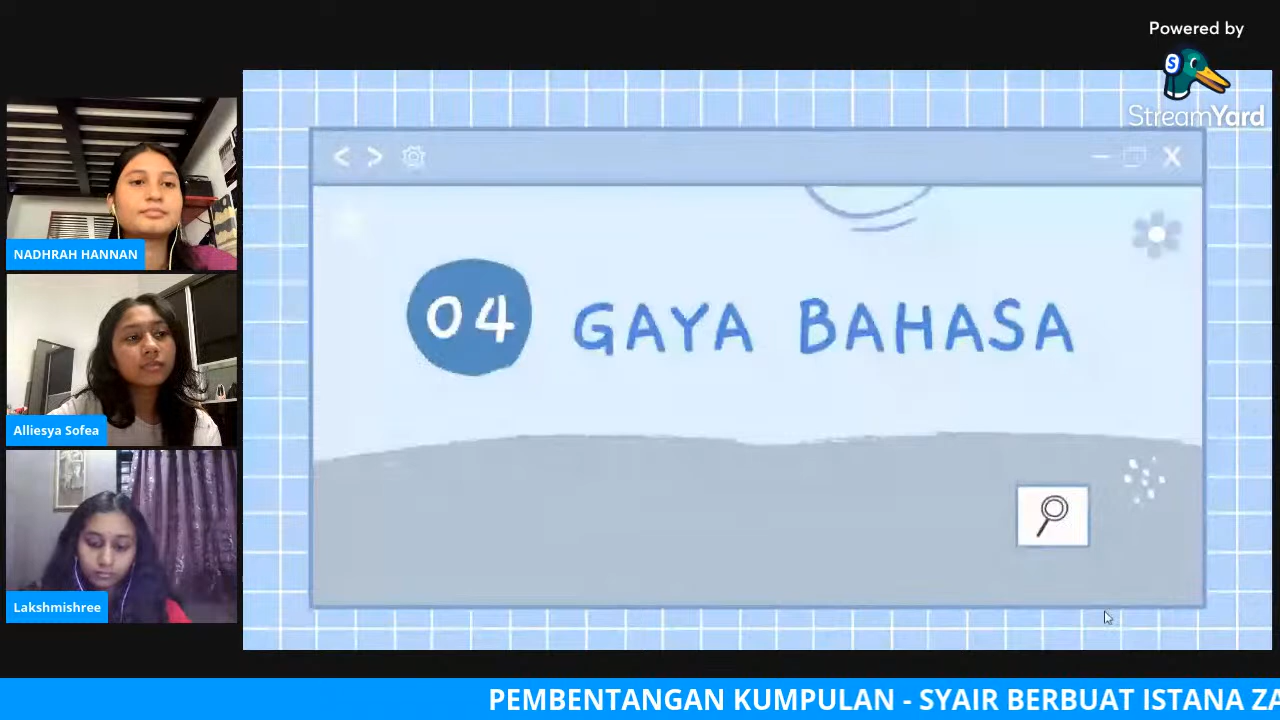 Powered by
StreamYard
NADHRAH HANNAN
04 GAYA BAHASA
Alliesya Sofea
Lakshmishree
PEMBENTANGAN KUMPULAN - SYAIR BERBUAT ISTANA ZA